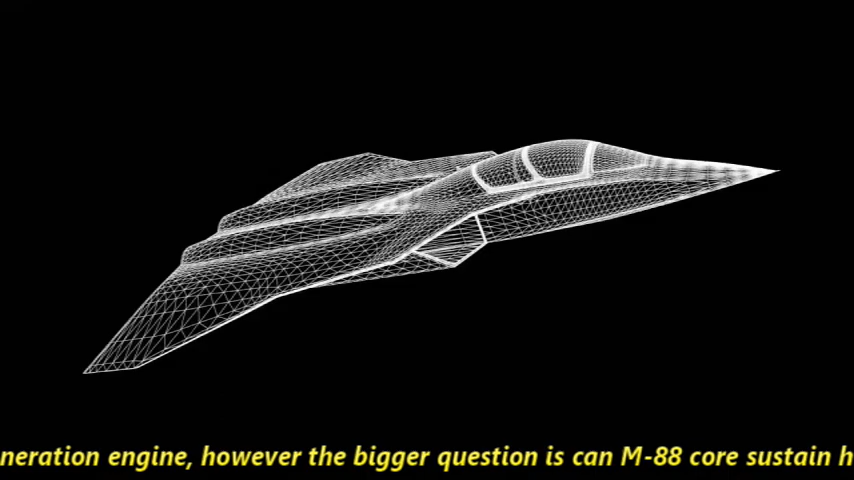 neration engine, however the bigger question is can M-88 core sustain h